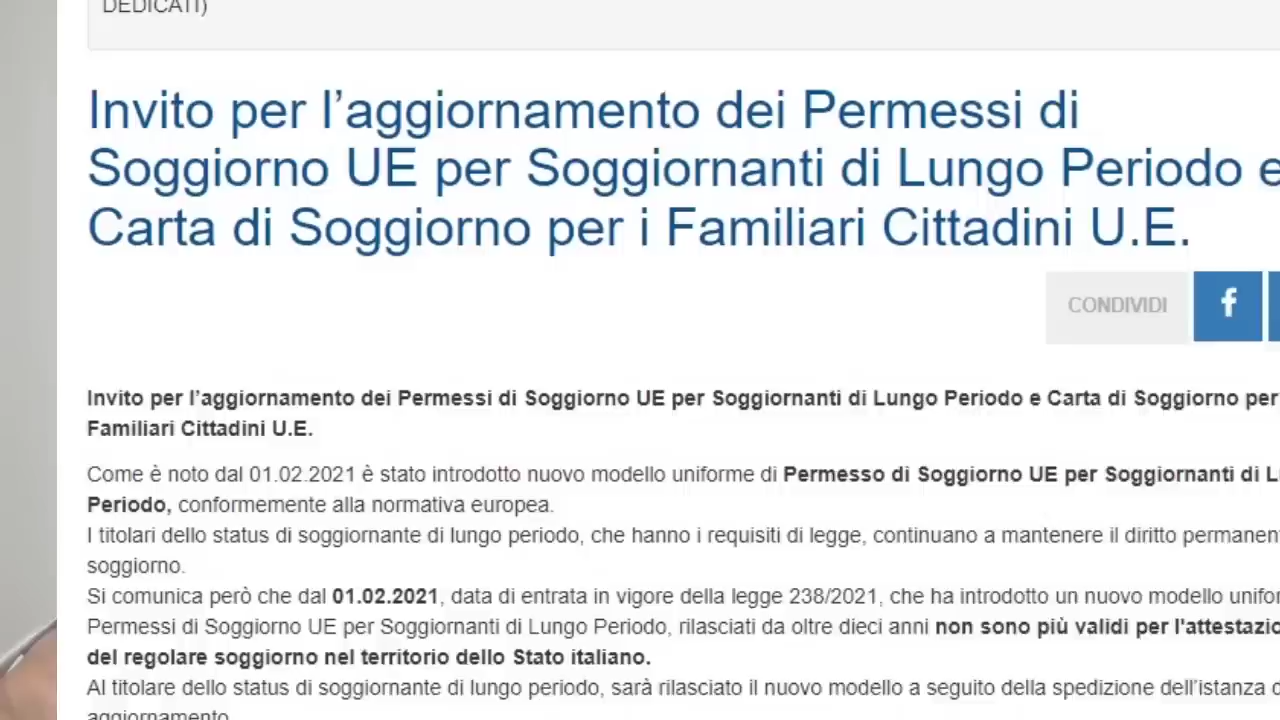 DEDICATI)
Invito per l’aggiornamento dei Permessi di
Soggiorno UE per Soggiornanti di Lungo Periodo e
Carta di Soggiorno per i Familiari Cittadini U.E.
CONDIVIDI
f
Invito per l’aggiornamento dei Permessi di Soggiorno UE per Soggiornanti di Lungo Periodo e Carta di Soggiorno per
Familiari Cittadini U.E.
Come è noto dal 01.02.2021 è stato introdotto nuovo modello uniforme di Permesso di Soggiorno UE per Soggiornanti di
Periodo, conformemente alla normativa europea.
I titolari dello status di soggiornante di lungo periodo, che hanno i requisiti di legge, continuano a mantenere il diritto
soggiorno.
Si comunica però che dal 01.02.2021, data di entrata in vigore della legge 238/2021, che ha introdotto un nuovo modello
Permessi di Soggiorno UE per Soggiornanti di Lungo Periodo, rilasciati da oltre dieci anni non sono più validi per
del regolare soggiorno nel territorio dello Stato italiano.
Al titolare dello status di soggiornante di lungo periodo, sarà rilasciato il nuovo modello a seguito della spedizione dell’istanza
aggiornamento